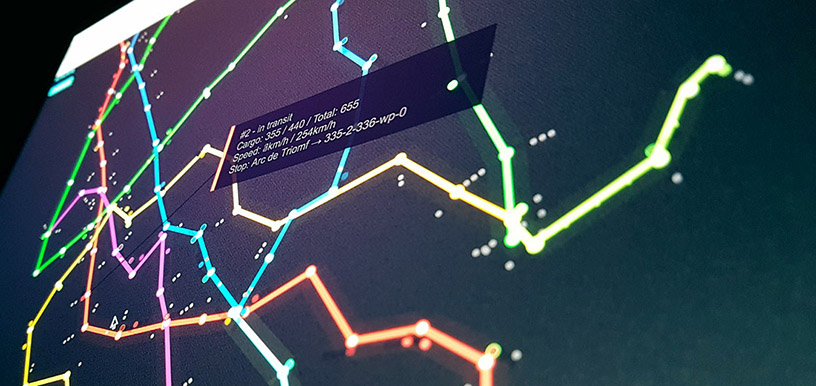 #2 - in transit
Cargo: 355 / 440 / Total: 655
Speed: ilkm/h / 254km/h
Stop: Arc de Triomf → 335-2-336-wp-0